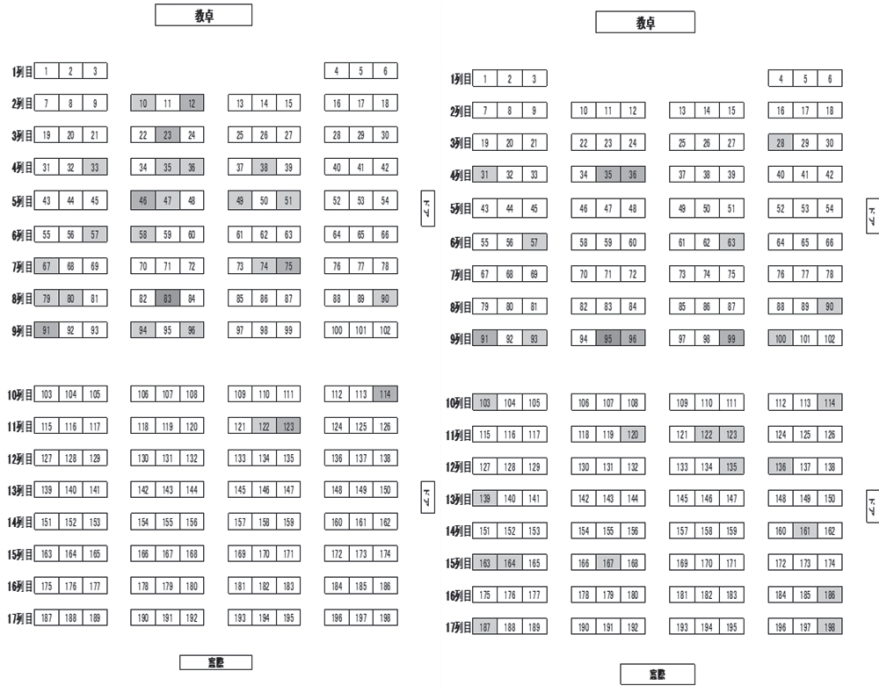 教卓
1列目 1 2 3 4 5 6
2列目 7 8 9 10 11 12 13 14 15 16 17 18
3列目 19 20 21 22 23 24 25 26 27 28 29 30
4列目 31 32 33 34 35 36 37 38 39 40 41 42
5列目 43 44 45 46 47 48 49 50 51 52 53 54
ドア
6列目 55 56 57 58 59 60 61 62 63 64 65 66
7列目 67 68 69 70 71 72 73 74 75 76 77 78
8列目 79 80 81 82 83 84 85 86 87 88 89 90
9列目 91 92 93 94 95 96 97 98 99 100 101 102
10列目 103 104 105 106 107 108 109 110 111 112 113 114
11列目 115 116 117 118 119 120 121 122 123 124 125 126
12列目 127 128 129 130 131 132 133 134 135 136 137 138
13列目 139 140 141 142 143 144 145 146 147 148 149 150
ドア
14列目 151 152 153 154 155 156 157 158 159 160 161 162
15列目 163 164 165 166 167 168 169 170 171 172 173 174
16列目 175 176 177 178 179 180 181 182 183 184 185 186
17列目 187 188 189 190 191 192 193 194 195 196 197 198
教卓
1列目 1 2 3 4 5 6
2列目 7 8 9 10 11 12 13 14 15 16 17 18
3列目 19 20 21 22 23 24 25 26 27 28 29 30
4列目 31 32 33 34 35 36 37 38 39 40 41 42
5列目 43 44 45 46 47 48 49 50 51 52 53 54
ドア
6列目 55 56 57 58 59 60 61 62 63 64 65 66
7列目 67 68 69 70 71 72 73 74 75 76 77 78
8列目 79 80 81 82 83 84 85 86 87 88 89 90
9列目 91 92 93 94 95 96 97 98 99 100 101 102
10列目 103 104 105 106 107 108 109 110 111 112 113 114
11列目 115 116 117 118 119 120 121 122 123 124 125 126
12列目 127 128 129 130 131 132 133 134 135 136 137 138
13列目 139 140 141 142 143 144 145 146 147 148 149 150
ドア
14列目 151 152 153 154 155 156 157 158 159 160 161 162
15列目 163 164 165 166 167 168 169 170 171 172 173 174
16列目 175 176 177 178 179 180 181 182 183 184 185 186
17列目 187 188 189 190 191 192 193 194 195 196 197 198